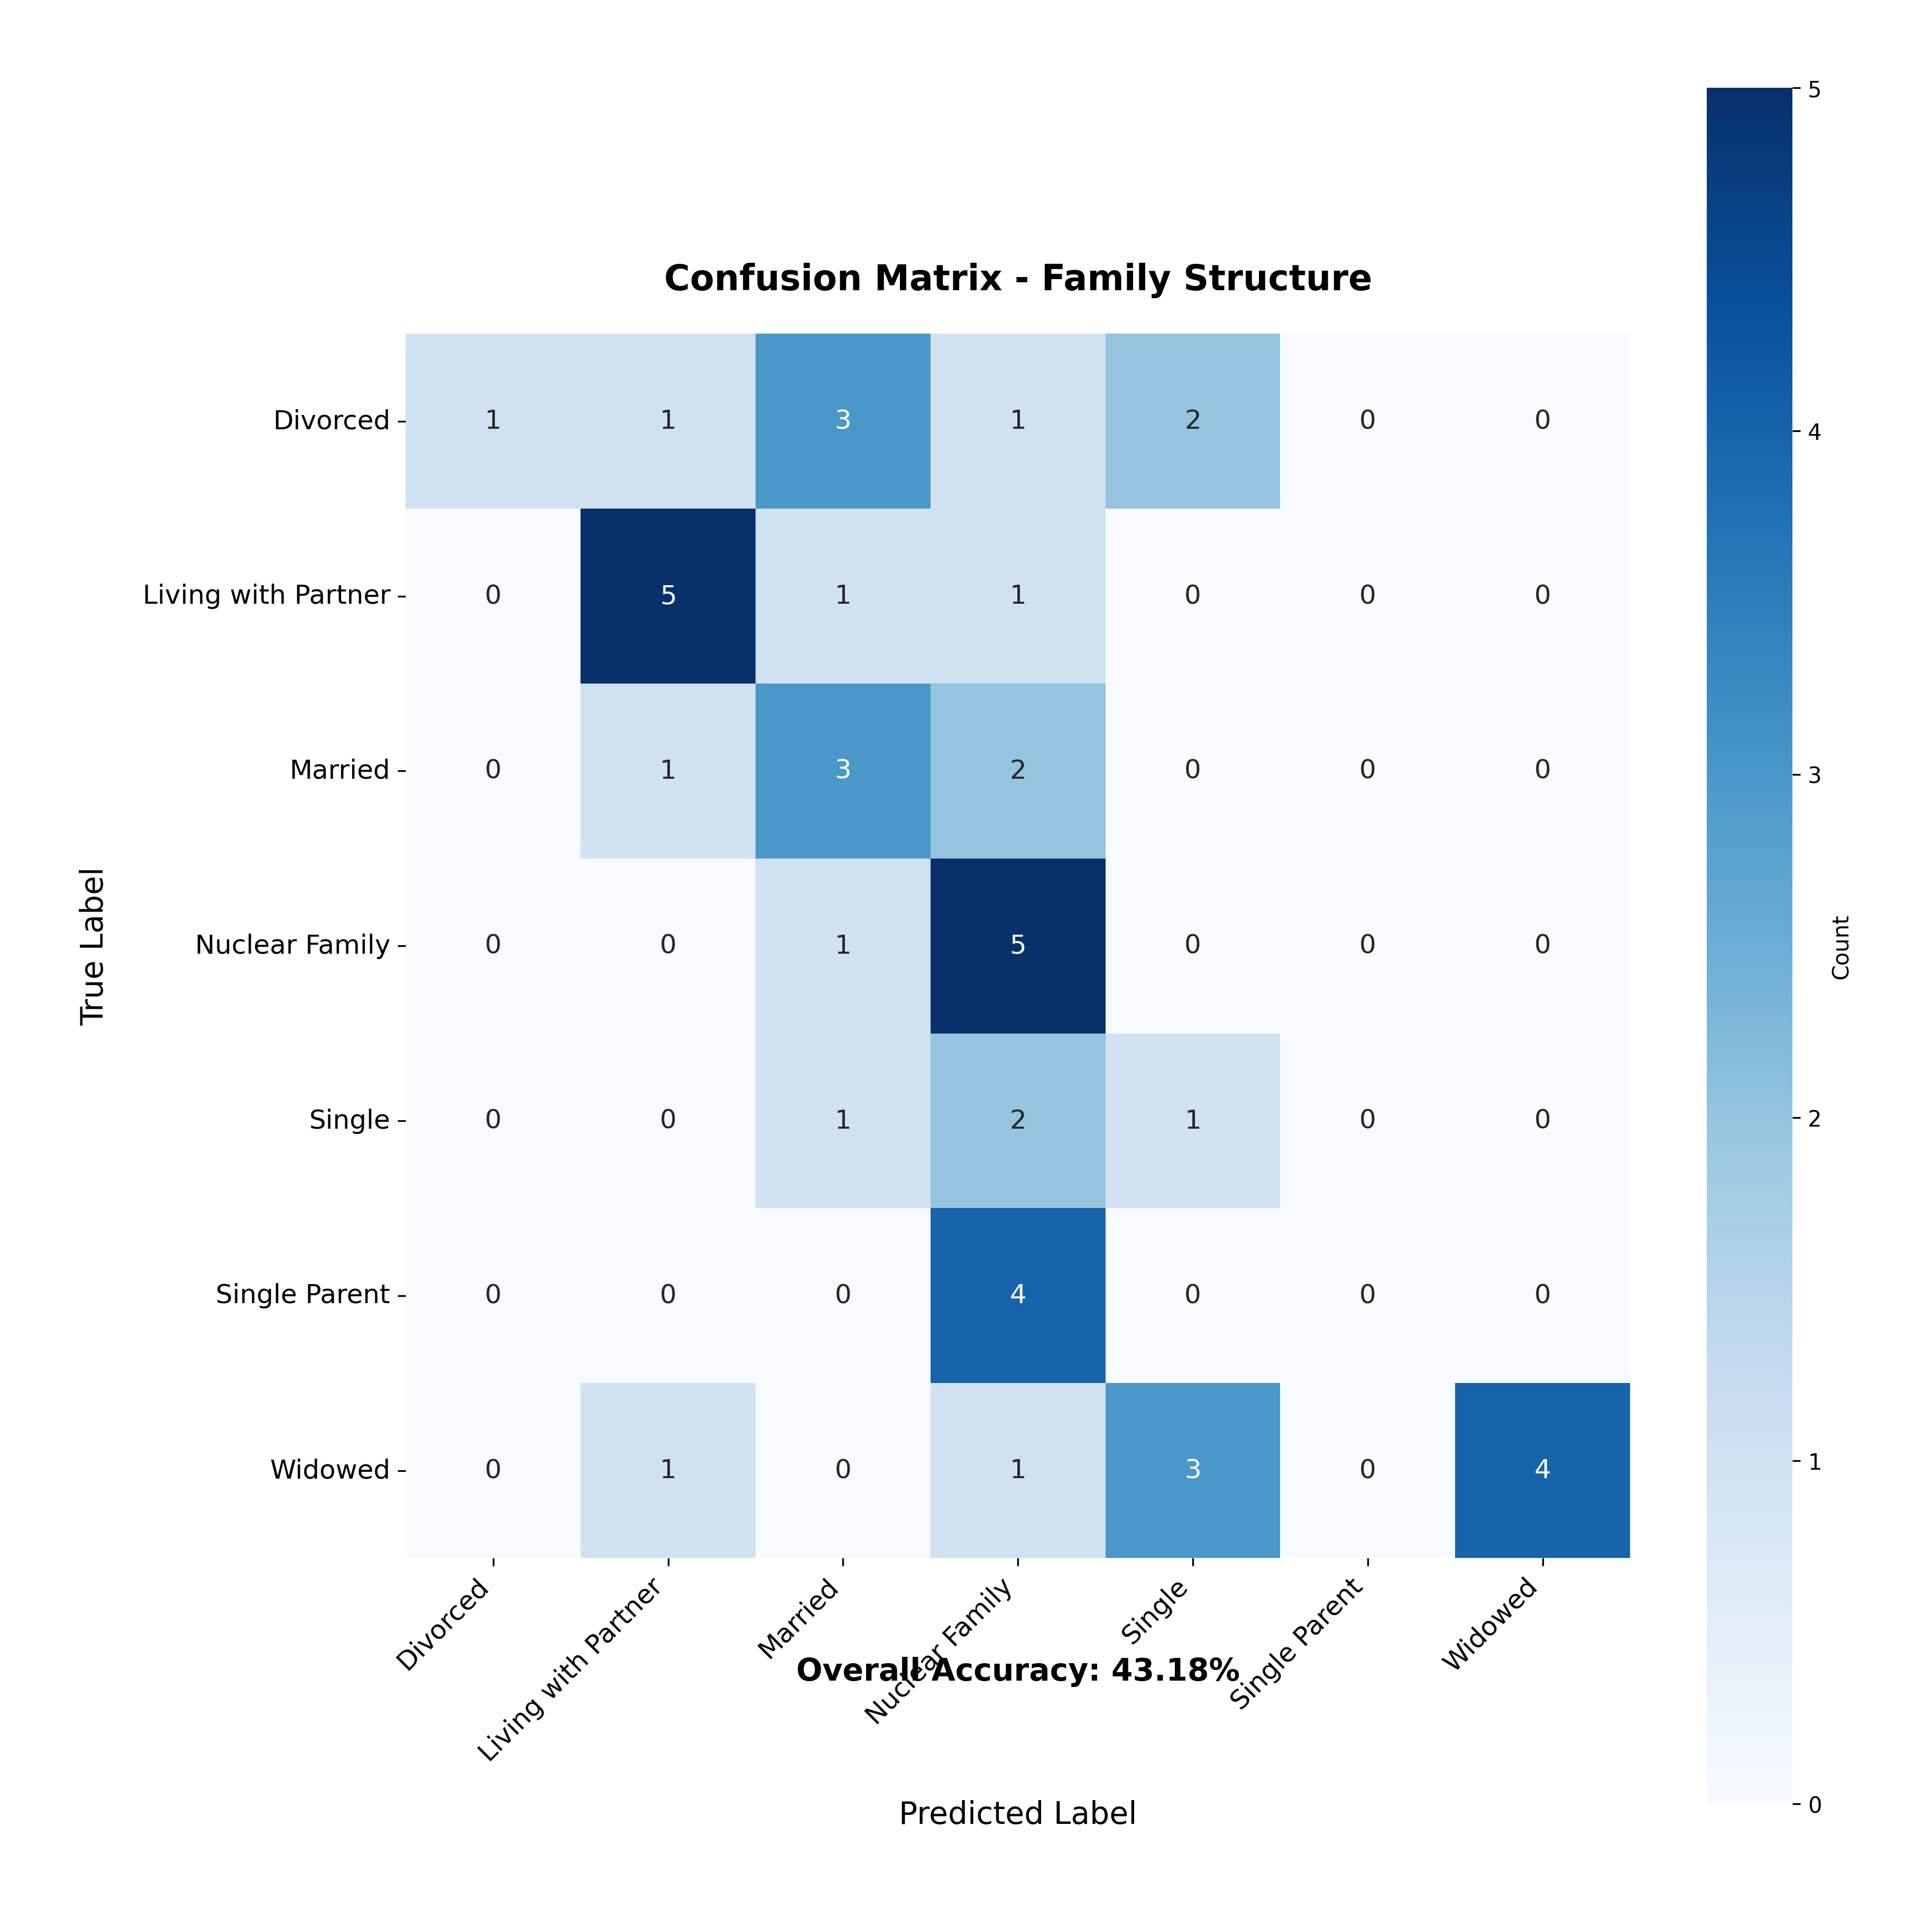 Confusion Matrix - Family Structure
True Label
Divorced 1 1 3 1 2 0 0
Living with Partner 0 5 1 1 0 0 0
Married 0 1 3 2 0 0 0
Nuclear Family 0 0 1 5 0 0 0
Single 0 0 1 2 1 0 0
Single Parent 0 0 0 4 0 0 0
Widowed 0 1 0 1 3 0 4
Divorced
Living with Partner
Married
Nuclear Family
Single
Single Parent
Widowed
Overall Accuracy: 43.18%
Predicted Label
5
4
3
2
1
0
Count